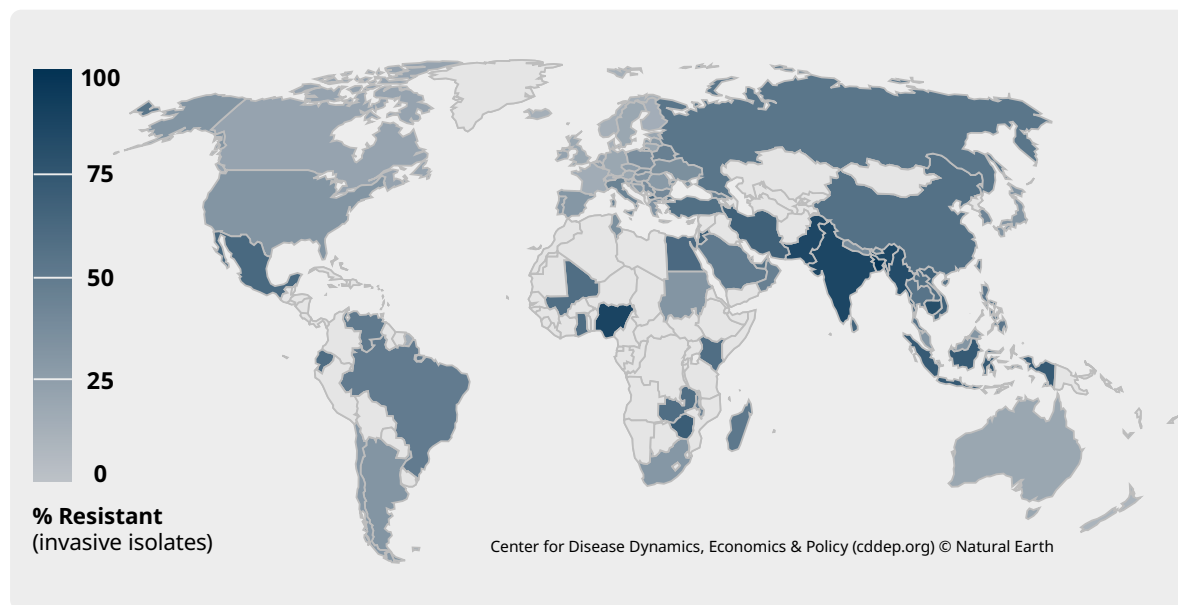 100
75
50
25
0
% Resistant
(invasive isolates)
Center for Disease Dynamics, Economics & Policy (cddep.org) © Natural Earth